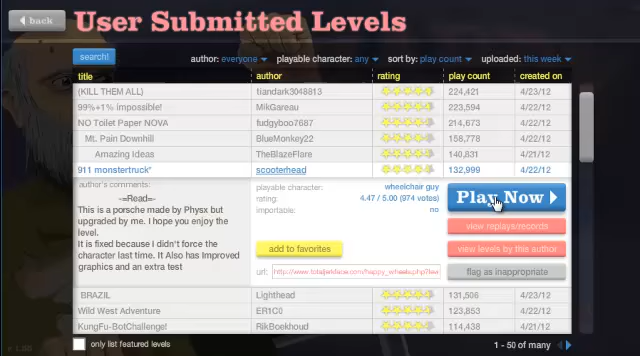 back
User Submitted Levels
search!
author: everyone playable character: any sort by: play count uploaded: this week
title author rating play count created on
(KILL THEM ALL) tiandark3048813 224,421 4/23/12
99%+1% impossible! MikGareau 223,594 4/22/12
NO Toilet Paper NOVA fudgyboo7687 214,673 4/22/12
Mt. Pain Downhill BlueMonkey22 158,778 4/22/12
Amazing Ideas TheBlazeFlare 140,831 4/21/12
911 monstertruck* scooterhead 132,999 4/22/12
author's comments:
-=Read=-
This is a porsche made by Physx but
upgraded by me. I hope you enjoy the
level.
It is fixed because I didn't force the
character last time. It Also has Improved
graphics and an extra test
playable character: wheelchair guy
rating: 4.47 / 5.00 (974 votes)
importable: no
add to favorites
url: http://www.totaljerkface.com/happy_wheels.php?leve
Play Now
view replays/records
view levels by this author
flag as inappropriate
BRAZIL Lighthead 131,506 4/23/12
Wild West Adventure ER1C0 123,853 4/22/12
KungFu-BotChallenge! RikBoekhoud 114,438 4/21/12
only list featured levels
1 - 50 of many